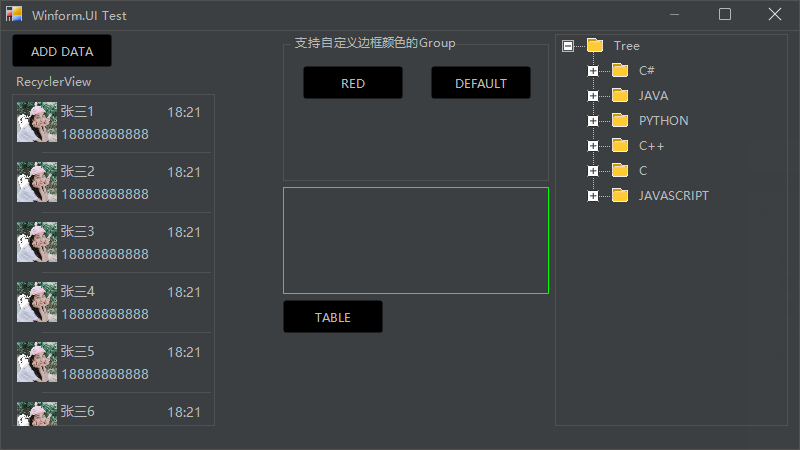 Winform.UI Test
ADD DATA
RecyclerView
张三1 18:21
18888888888
张三2 18:21
18888888888
张三3 18:21
18888888888
张三4 18:21
18888888888
张三5 18:21
18888888888
张三6 18:21
支持自定义边框颜色的Group
RED DEFAULT
TABLE
Tree
C#
JAVA
PYTHON
C++
C
JAVASCRIPT